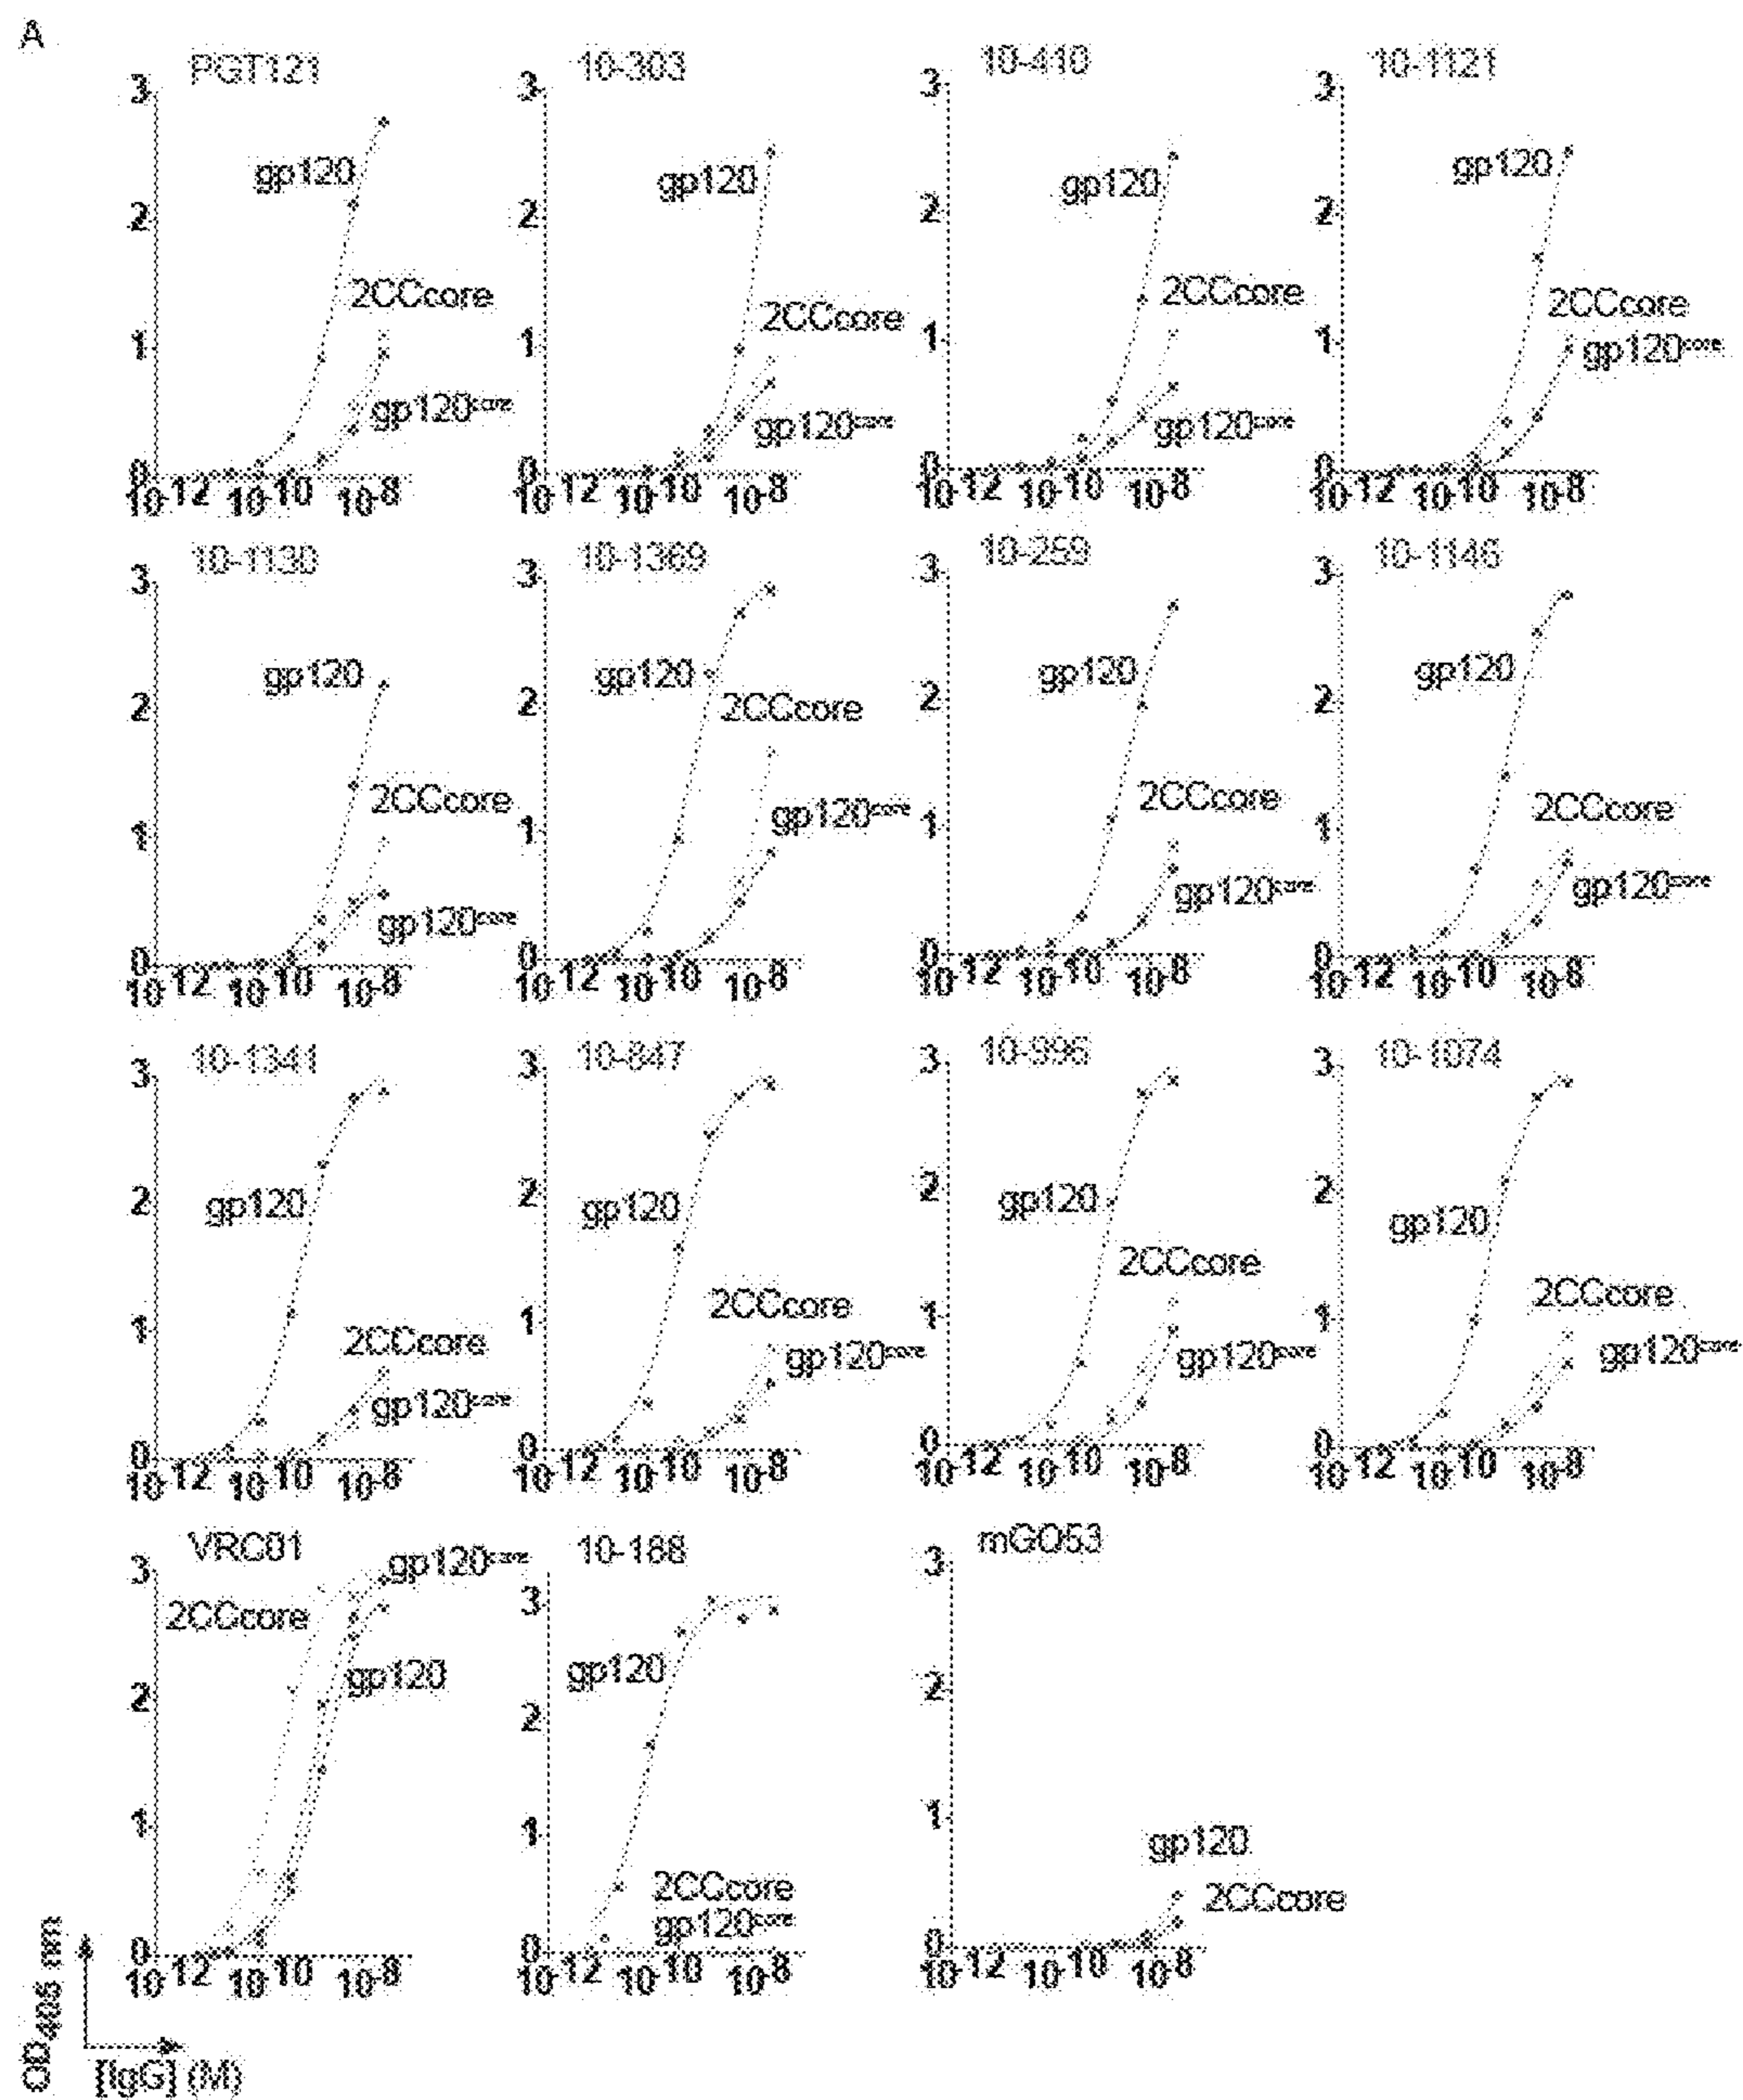 A
PGT121
3
2
1
0
10-12 10-10 10-8
gp120
2CCcore
gp120core
10-303
3
2
1
0
10-12 10-10 10-8
gp120
2CCcore
gp120core
10-410
3
2
1
0
10-12 10-10 10-8
gp120
2CCcore
gp120core
10-1121
3
2
1
0
10-12 10-10 10-8
gp120
2CCcore
gp120core
10-1130
3
2
1
0
10-12 10-10 10-8
gp120
2CCcore
gp120core
10-1369
3
2
1
0
10-12 10-10 10-8
gp120
2CCcore
gp120core
10-259
3
2
1
0
10-12 10-10 10-8
gp120
2CCcore
gp120core
10-1146
3
2
1
0
10-12 10-10 10-8
gp120
2CCcore
gp120core
10-1341
3
2
1
0
10-12 10-10 10-8
gp120
2CCcore
gp120core
10-847
3
2
1
0
10-12 10-10 10-8
gp120
2CCcore
gp120core
10-996
3
2
1
0
10-12 10-10 10-8
gp120
2CCcore
gp120core
10-1074
3
2
1
0
10-12 10-10 10-8
gp120
2CCcore
gp120core
VRC01
3
2
1
0
10-12 10-10 10-8
gp120core
2CCcore
gp120
10-188
3
2
1
0
10-12 10-10 10-8
gp120
2CCcore
gp120core
mGO53
3
2
1
0
10-12 10-10 10-8
gp120
2CCcore
OD405 nm
[IgG] (M)